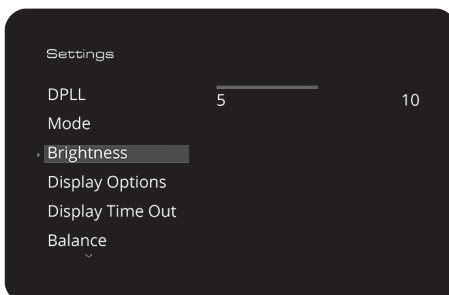 Settings
DPLL
5 10
Mode
Brightness
Display Options
Display Time Out
Balance